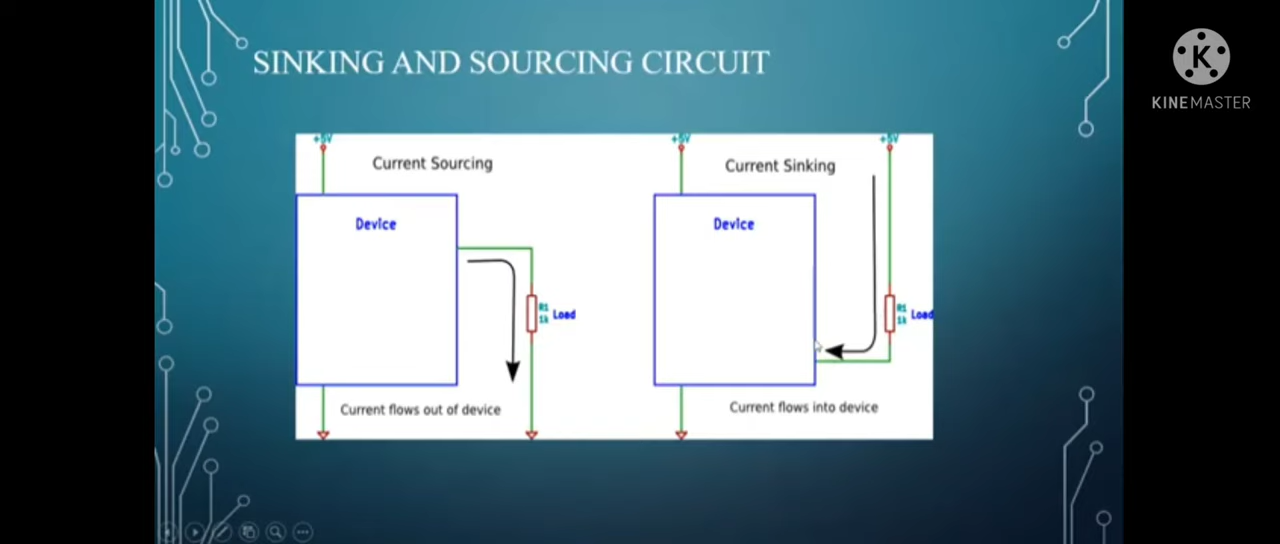 SINKING AND SOURCING CIRCUIT
K
KINEMASTER
+5V
Current Sourcing
Device
R1
1k
Load
Current flows out of device
+5V
+5V
Current Sinking
Device
R1
1k
Load
Current flows into device